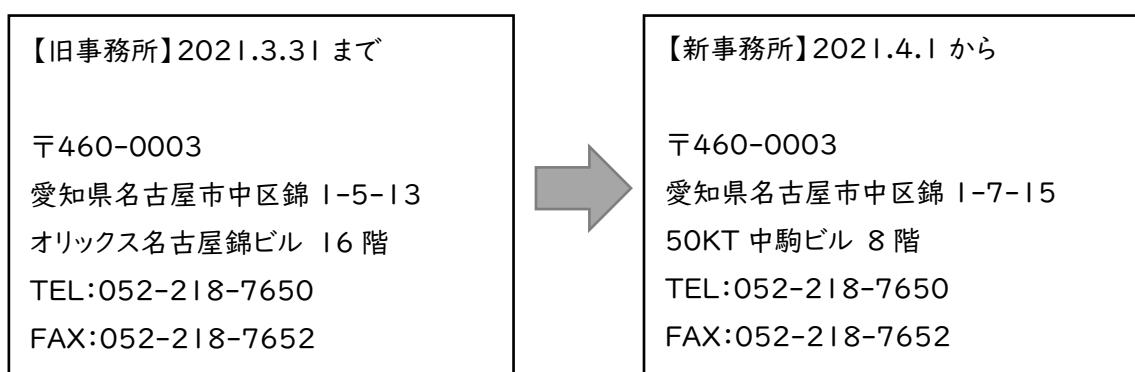 【旧事務所】2021.3.31 まで
〒460-0003
愛知県名古屋市中区錦 1-5-13
オリックス名古屋錦ビル 16 階
TEL:052-218-7650
FAX:052-218-7652
【新事務所】2021.4.1 から
〒460-0003
愛知県名古屋市中区錦 1-7-15
50KT 中駒ビル 8 階
TEL:052-218-7650
FAX:052-218-7652